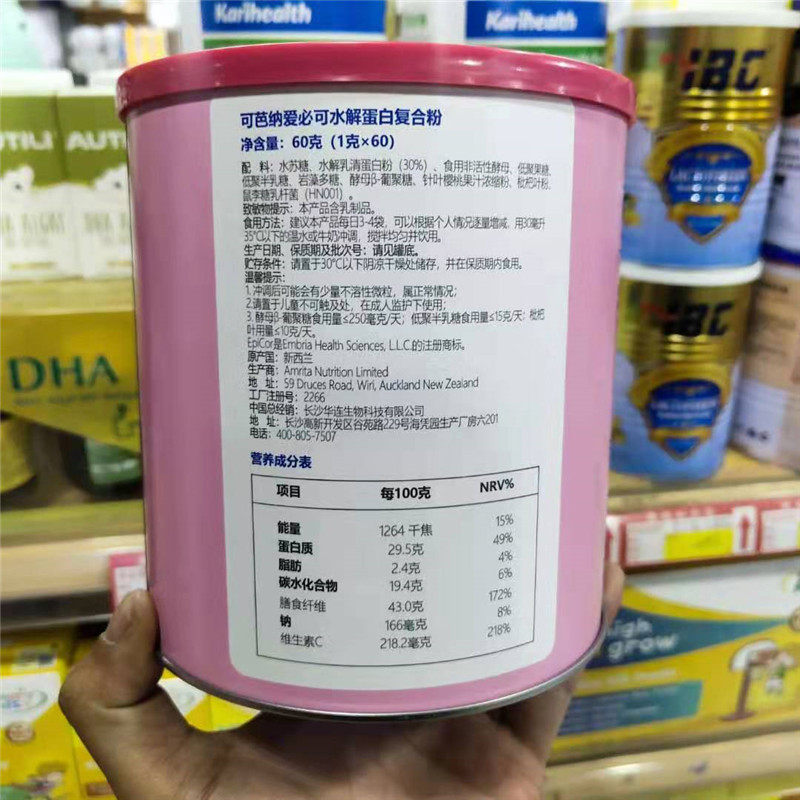 Karihealth
Karihealth
iBC
AUTILI
AUTILI
可芭纳爱必可水解蛋白复合粉
净含量：60克（1克×60）
配 料：水苏糖、水解乳清蛋白粉（30%）、食用非活性酵母、低聚果糖、
低聚半乳糖、岩藻多糖、酵母β-葡聚糖、针叶樱桃果汁浓缩粉、枇杷叶粉、
鼠李糖乳杆菌（HN001）。
致敏物提示：本产品含乳制品。
食用方法：建议本产品每日3-4袋，可以根据个人情况逐量增减，用30毫升
35℃以下的温水或牛奶冲调，搅拌均匀并饮用。
生产日期、保质期及批次号：请见罐底。
贮存条件：请置于30℃以下阴凉干燥处储存，并在保质期内食用。
温馨提示：
1. 冲调后可能会有少量不溶性微粒，属正常情况；
2.请置于儿童不可触及处，在成人监护下使用；
3. 酵母β-葡聚糖食用量≤250毫克/天；低聚半乳糖食用量≤15克/天；枇杷
叶用量≤10克/天。
EpiCor是Embria Health Sciences, L.L.C.的注册商标。
原产国：新西兰
生产商：Amrita Nutrition Limited
地 址：59 Druces Road, Wiri, Auckland New Zealand
工厂注册号：2266
中国总经销：长沙华连生物科技有限公司
地 址：长沙高新开发区谷苑路229号海凭园生产厂房六201
电话：400-805-7507
营养成分表
项目 每100克 NRV%
能量 1264 千焦 15%
蛋白质 29.5克 49%
脂肪 2.4克 4%
碳水化合物 19.4克 6%
膳食纤维 43.0克 172%
钠 166毫克 8%
维生素C 218.2毫克 218%
DHA
iBC
high
grow